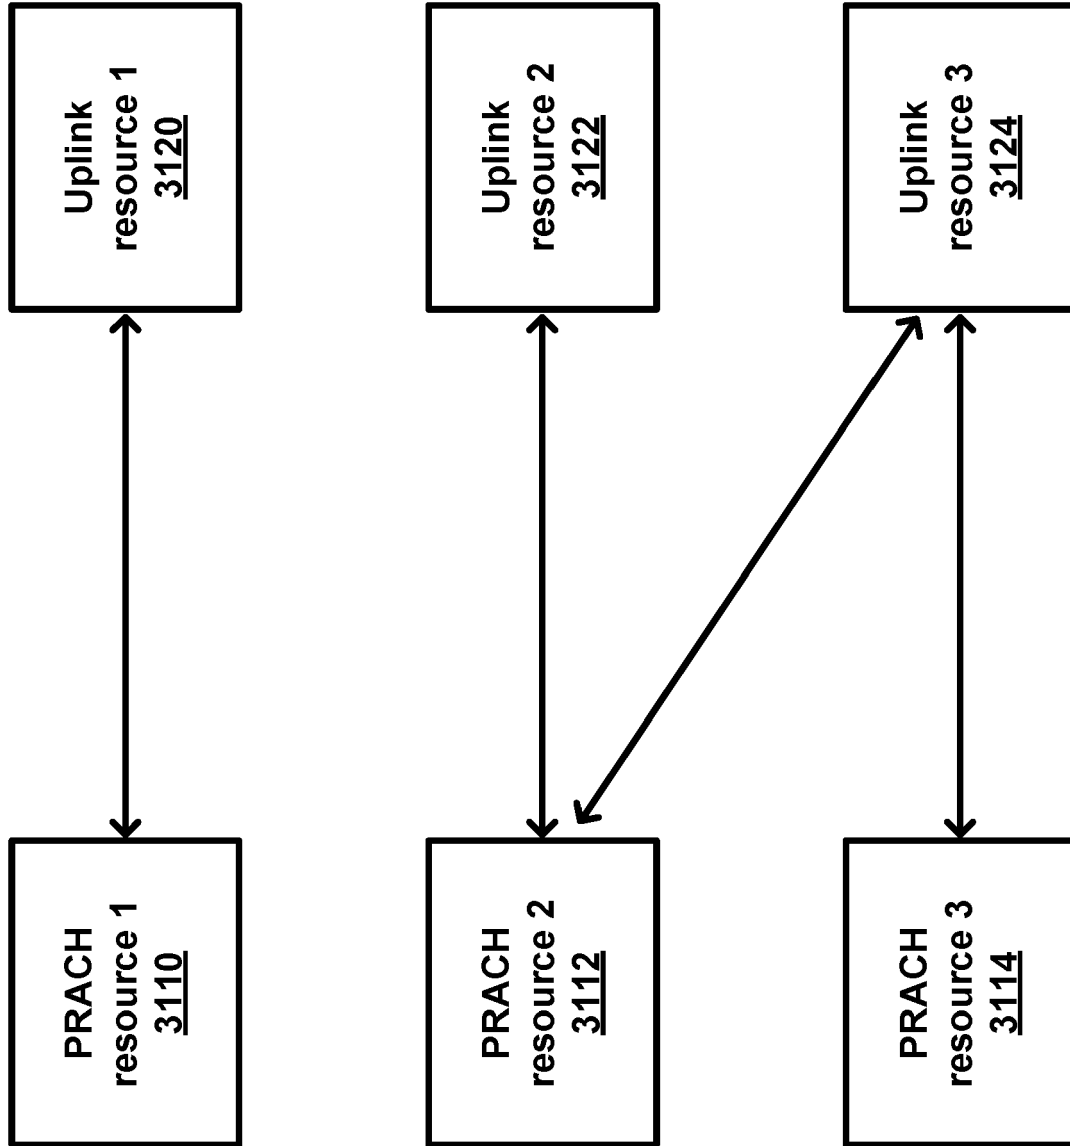 PRACH
resource 1
3110
Uplink
resource 1
3120
PRACH
resource 2
3112
Uplink
resource 2
3122
PRACH
resource 3
3114
Uplink
resource 3
3124